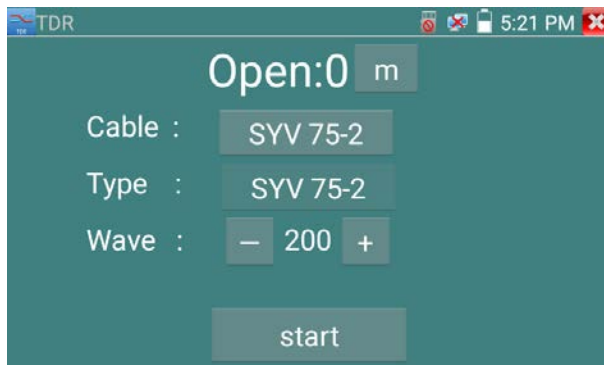 TDR 5:21 PM
Open:0 m
Cable : SYV 75-2
Type : SYV 75-2
Wave : – 200 +
start